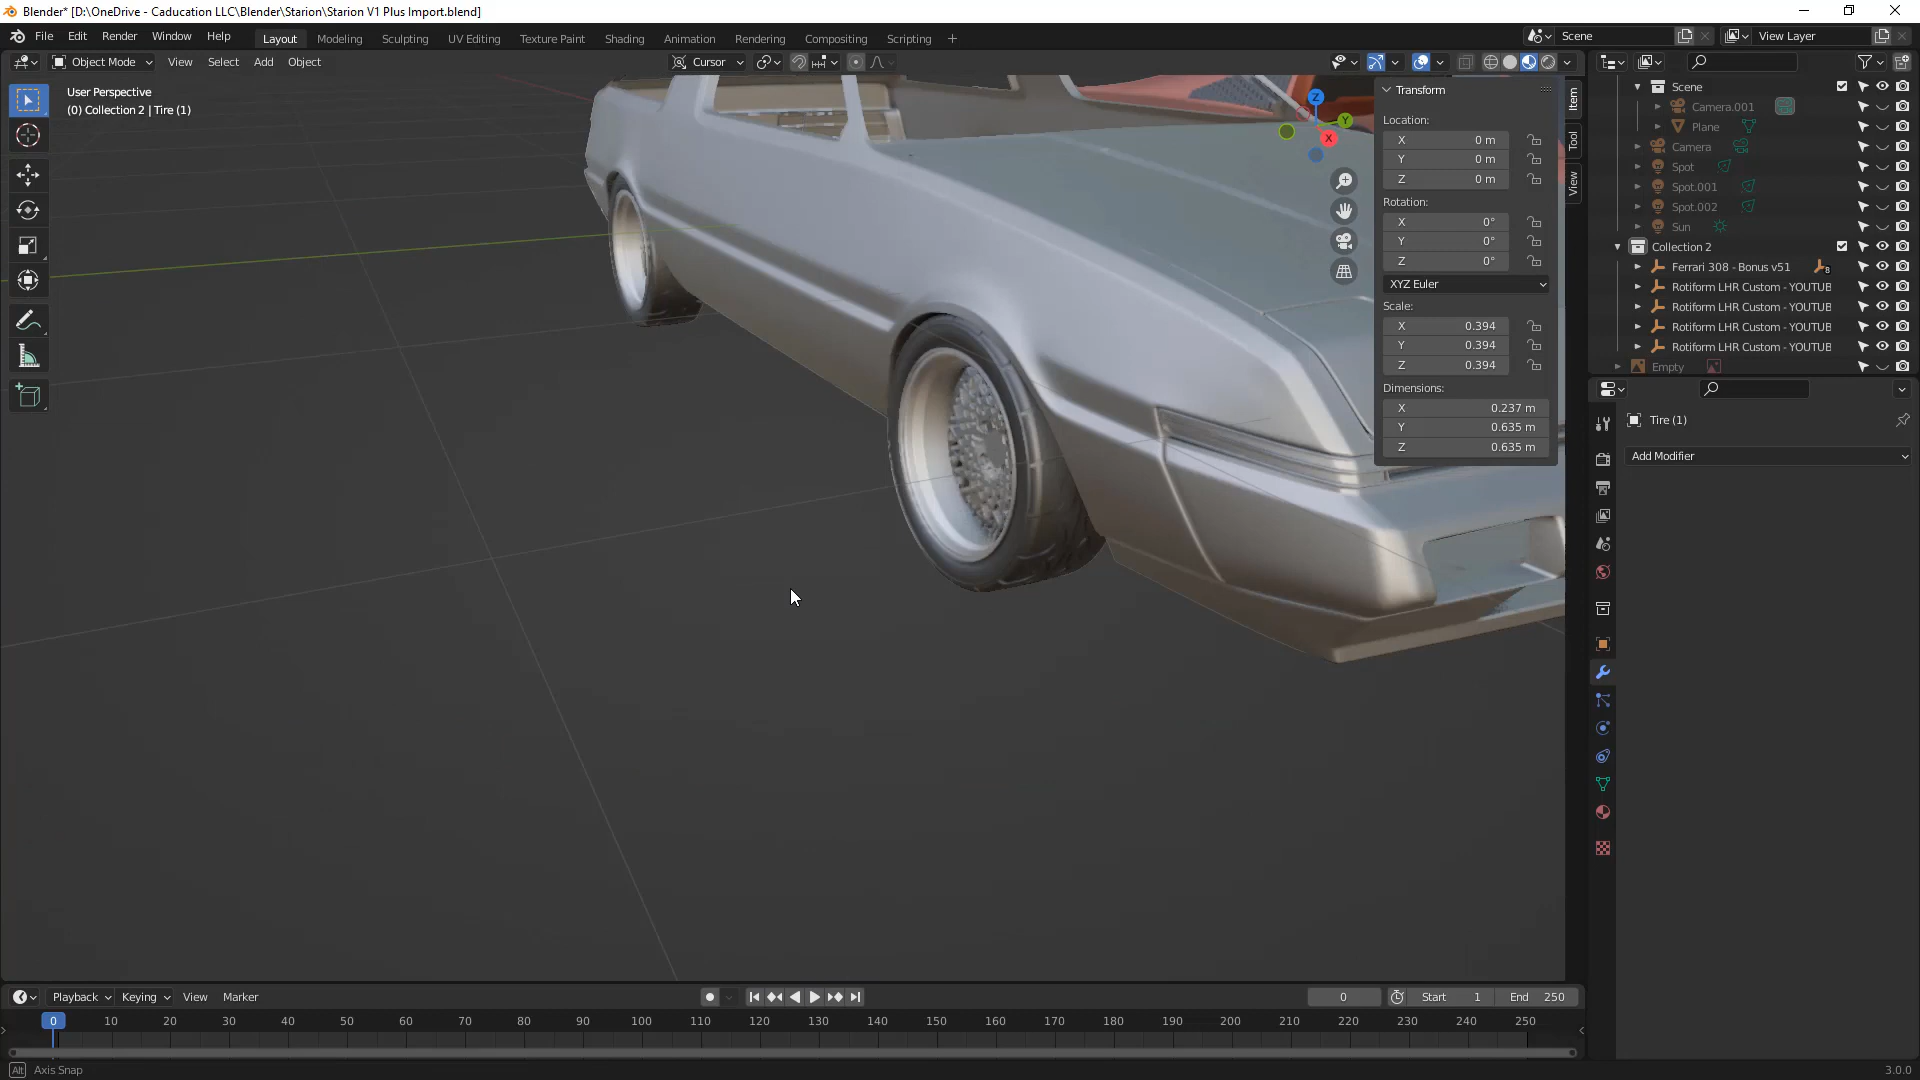 Blender* [D:\OneDrive - Caducation LLC\Blender\Starion\Starion V1 Plus Import.blend]
File Edit Render Window Help Layout Modeling Sculpting UV Editing Texture Paint Shading Animation Rendering Compositing Scripting + Scene View Layer
Object Mode View Select Add Object Cursor
User Perspective
(0) Collection 2 | Tire (1)
Z
Y
X
Transform
Location:
X 0 m
Y 0 m
Z 0 m
Rotation:
X 0°
Y 0°
Z 0°
XYZ Euler
Scale:
X 0.394
Y 0.394
Z 0.394
Dimensions:
X 0.237 m
Y 0.635 m
Z 0.635 m
Item
Tool
View
Scene
Camera.001
Plane
Camera
Spot
Spot.001
Spot.002
Sun
Collection 2
Ferrari 308 - Bonus v51 8
Rotiform LHR Custom - YOUTUB
Rotiform LHR Custom - YOUTUB
Rotiform LHR Custom - YOUTUB
Rotiform LHR Custom - YOUTUB
Empty
Tire (1)
Add Modifier
Playback Keying View Marker 0 Start 1 End 250
0 10 20 30 40 50 60 70 80 90 100 110 120 130 140 150 160 170 180 190 200 210 220 230 240 250
Alt Axis Snap 3.0.0